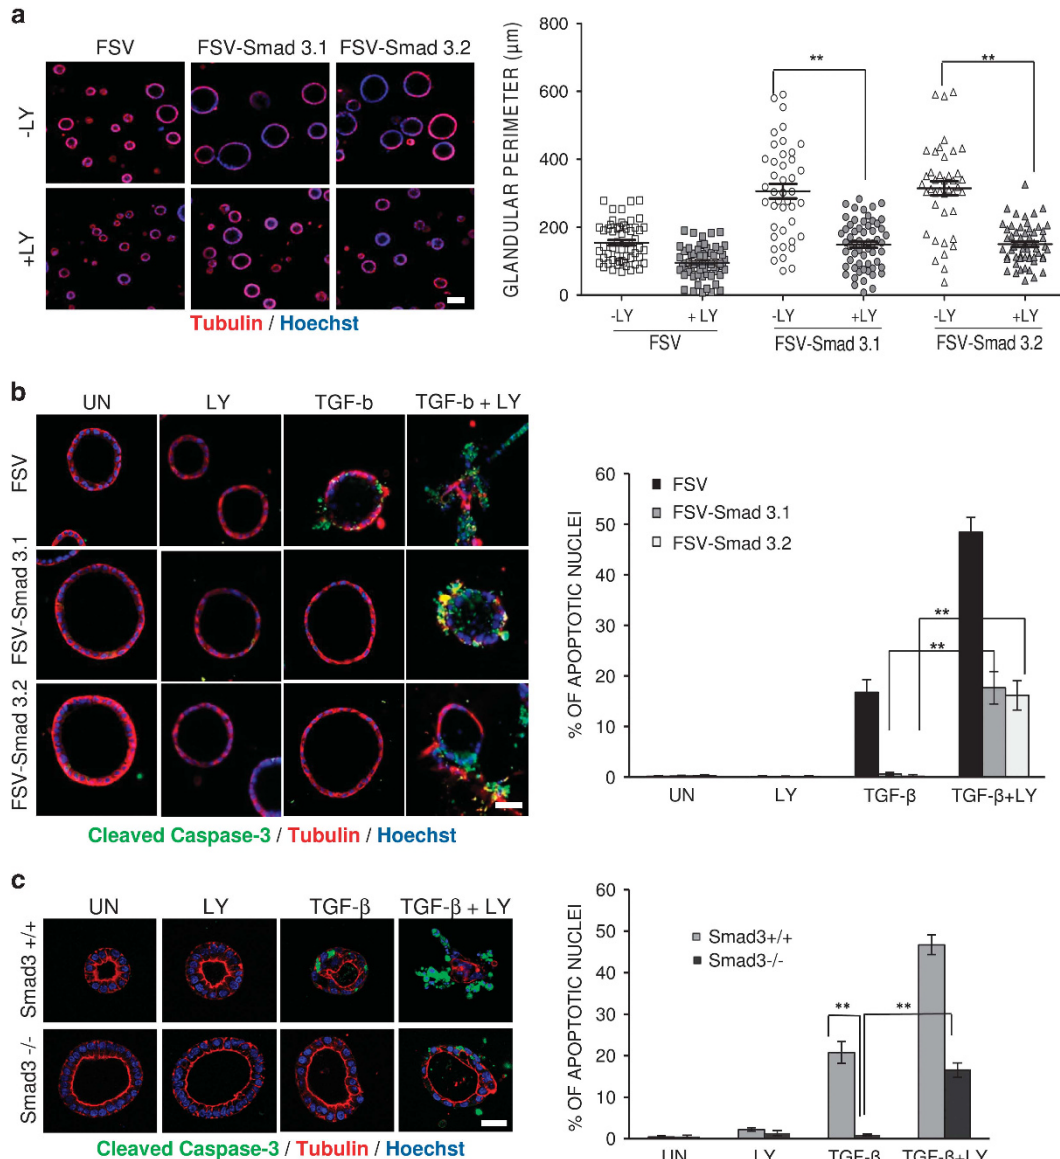 a
FSV FSV-Smad 3.1 FSV-Smad 3.2
-LY
+LY
Tubulin / Hoechst
GLANDULAR PERIMETER (µm)
800
600
400
200
0
** **
-LY + LY -LY +LY -LY +LY
FSV FSV-Smad 3.1 FSV-Smad 3.2
b
UN LY TGF-b TGF-b + LY
FSV
FSV-Smad 3.1
FSV-Smad 3.2
Cleaved Caspase-3 / Tubulin / Hoechst
% OF APOPTOTIC NUCLEI
60
50
40
30
20
10
0
FSV
FSV-Smad 3.1
FSV-Smad 3.2
**
**
UN LY TGF-β TGF-β+LY
c
UN LY TGF-β TGF-β + LY
Smad3 +/+
Smad3 -/-
Cleaved Caspase-3 / Tubulin / Hoechst
% OF APOPTOTIC NUCLEI
60
50
40
30
20
10
0
Smad3+/+
Smad3-/-
** **
UN LY TGF-β TGF-β+LY